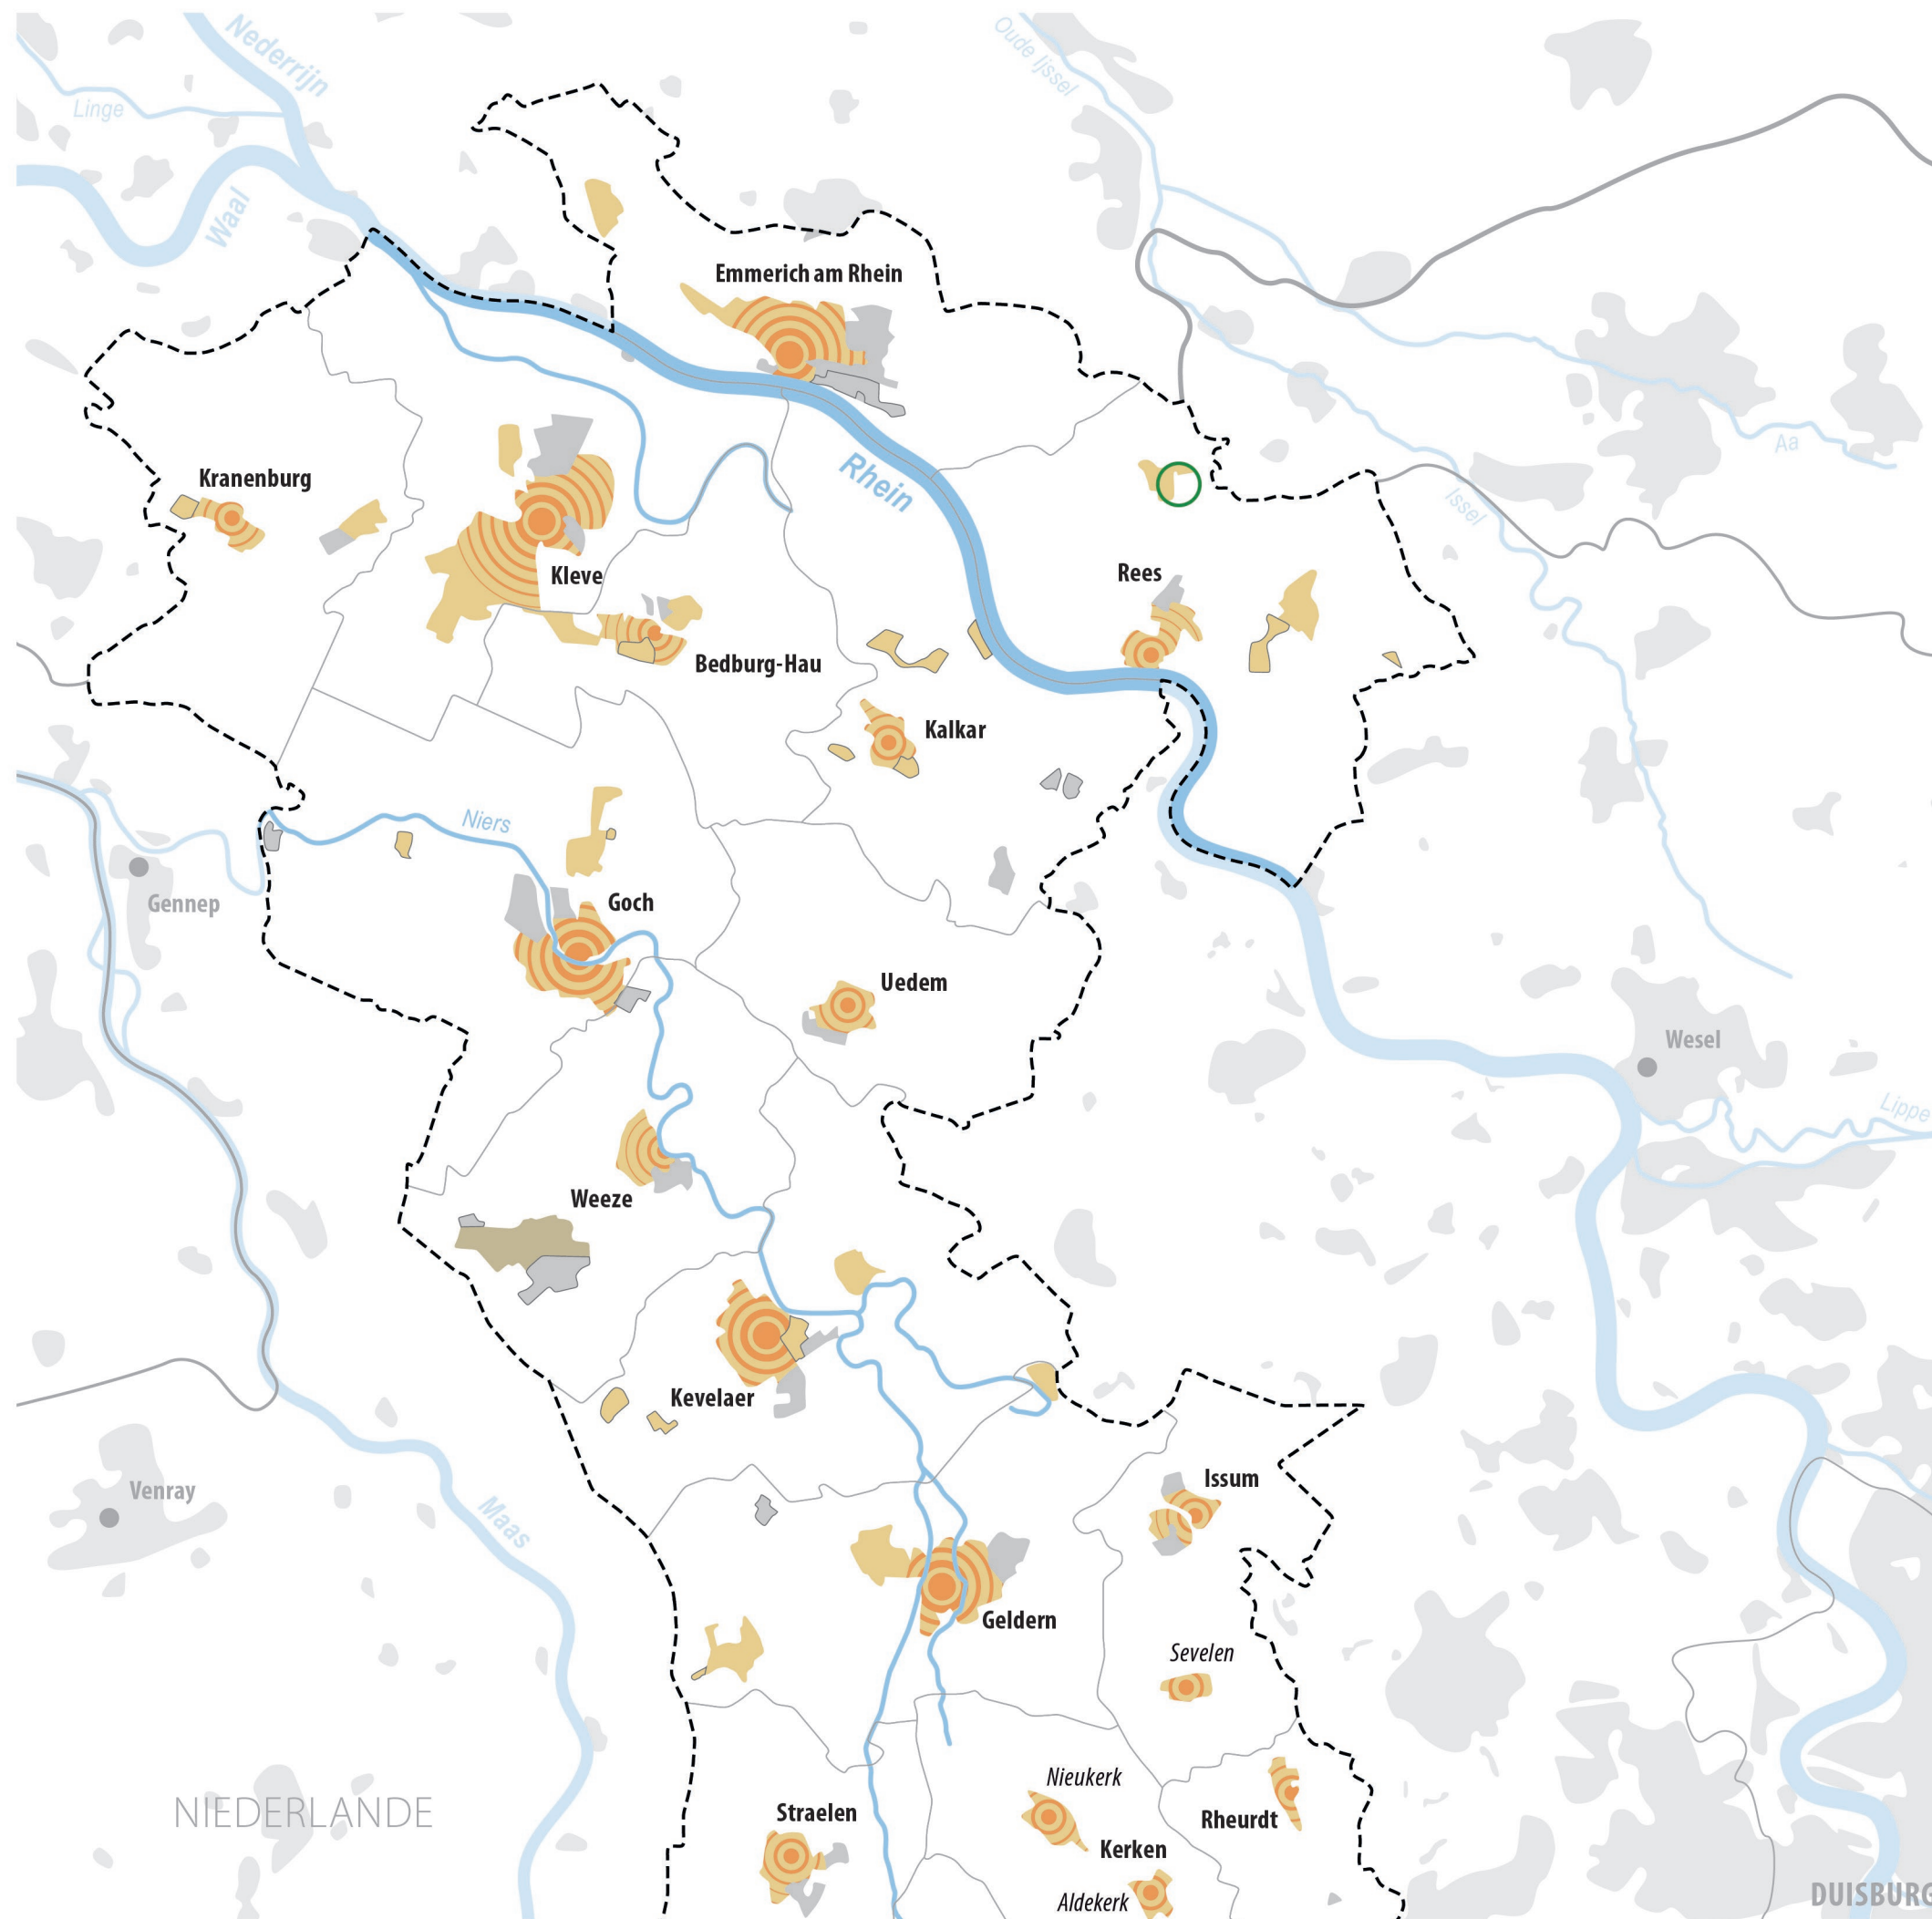 Nederrijn
Oude Ijssel
Linge
Waal
Emmerich am Rhein
Aa
Kranenburg
Rhein
Issel
Kleve
Rees
Bedburg-Hau
Kalkar
Niers
Gennep
Goch
Uedem
Wesel
Lippe
Weeze
Kevelaer
Issum
Venray
Maas
Geldern
Sevelen
Nieukerk
NIEDERLANDE
Straelen
Rheurdt
Kerken
Aldekerk
DUISBURG